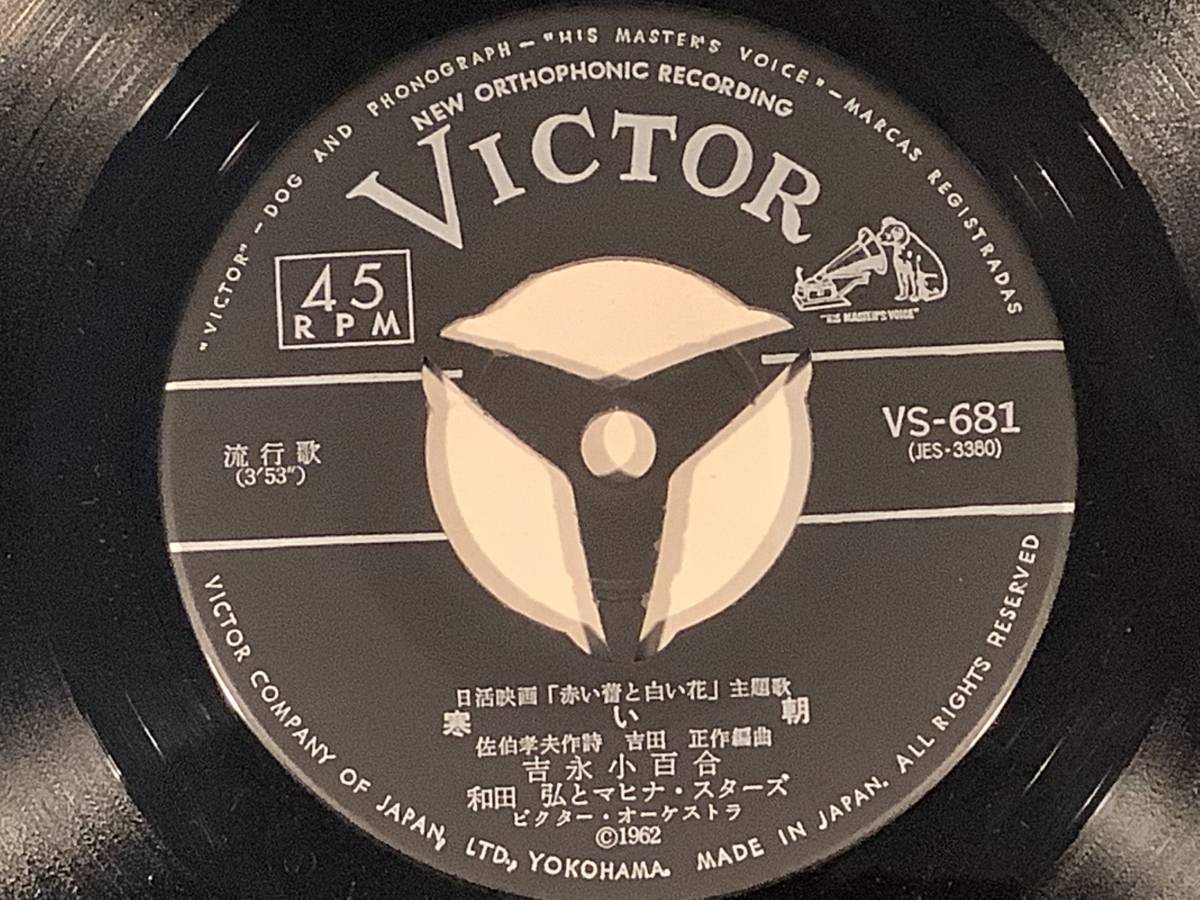 "VICTOR" – DOG AND PHONOGRAPH – "HIS MASTER'S VOICE" – MARCAS REGISTRADAS
NEW ORTHOPHONIC RECORDING
VICTOR
"HIS MASTER'S VOICE"
45
RPM
流行歌
(3'53")
VS-681
(JES-3380)
日活映画「赤い蕾と白い花」主題歌
寒い朝
佐伯孝夫作詩 吉田 正作編曲
吉永小百合
和田 弘とマヒナ・スターズ
ビクター・オーケストラ
©1962
VICTOR COMPANY OF JAPAN, LTD., YOKOHAMA. MADE IN JAPAN. ALL RIGHTS RESERVED